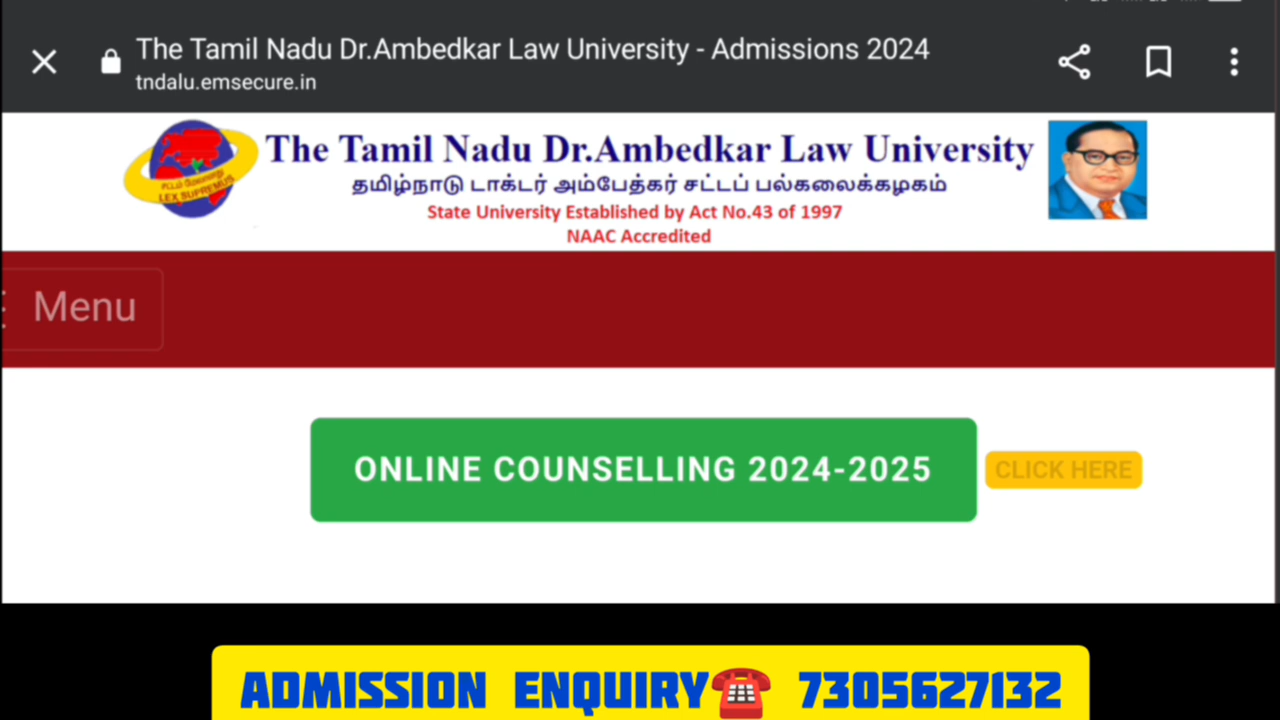 The Tamil Nadu Dr.Ambedkar Law University - Admissions 2024
tndalu.emsecure.in
The Tamil Nadu Dr.Ambedkar Law University
தமிழ்நாடு டாக்டர் அம்பேத்கர் சட்டப் பல்கலைக்கழகம்
State University Established by Act No.43 of 1997
NAAC Accredited
LEX SUPREMUS
Menu
ONLINE COUNSELLING 2024-2025
CLICK HERE
ADMISSION ENQUIRY☎️ 7305627132